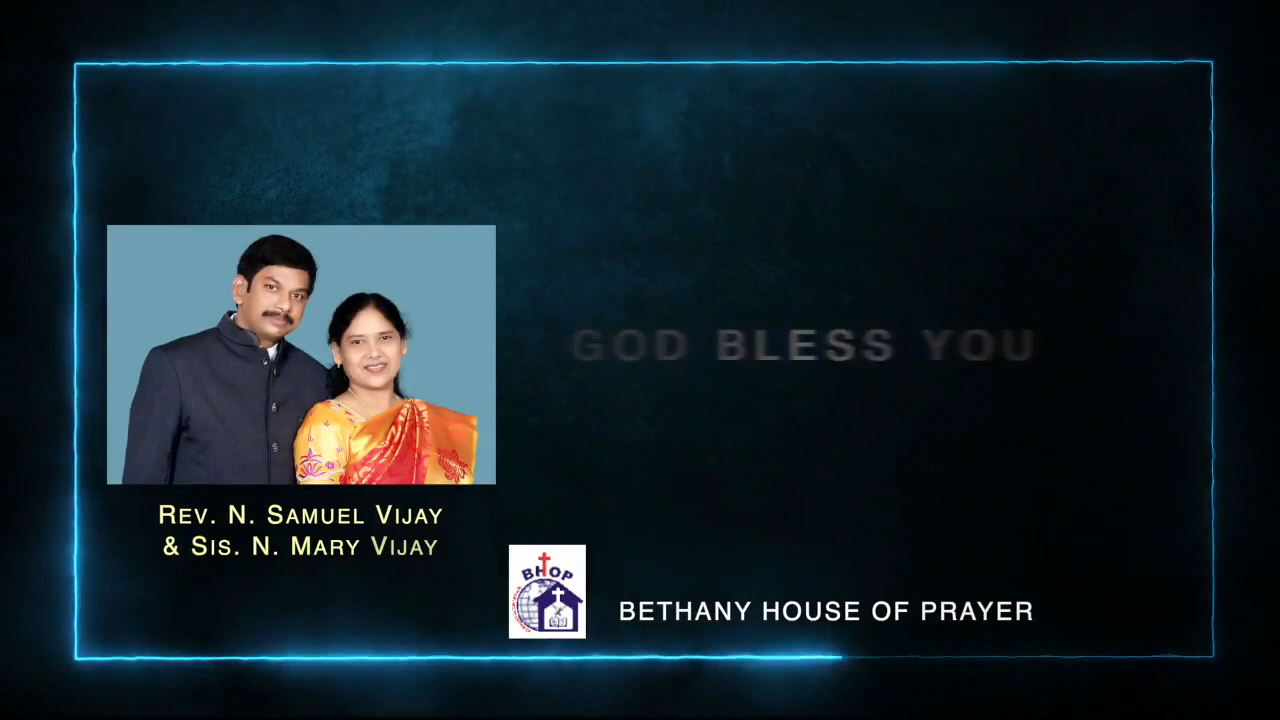 GOD BLESS YOU
REV. N. SAMUEL VIJAY
& SIS. N. MARY VIJAY
BHOP
BETHANY HOUSE OF PRAYER